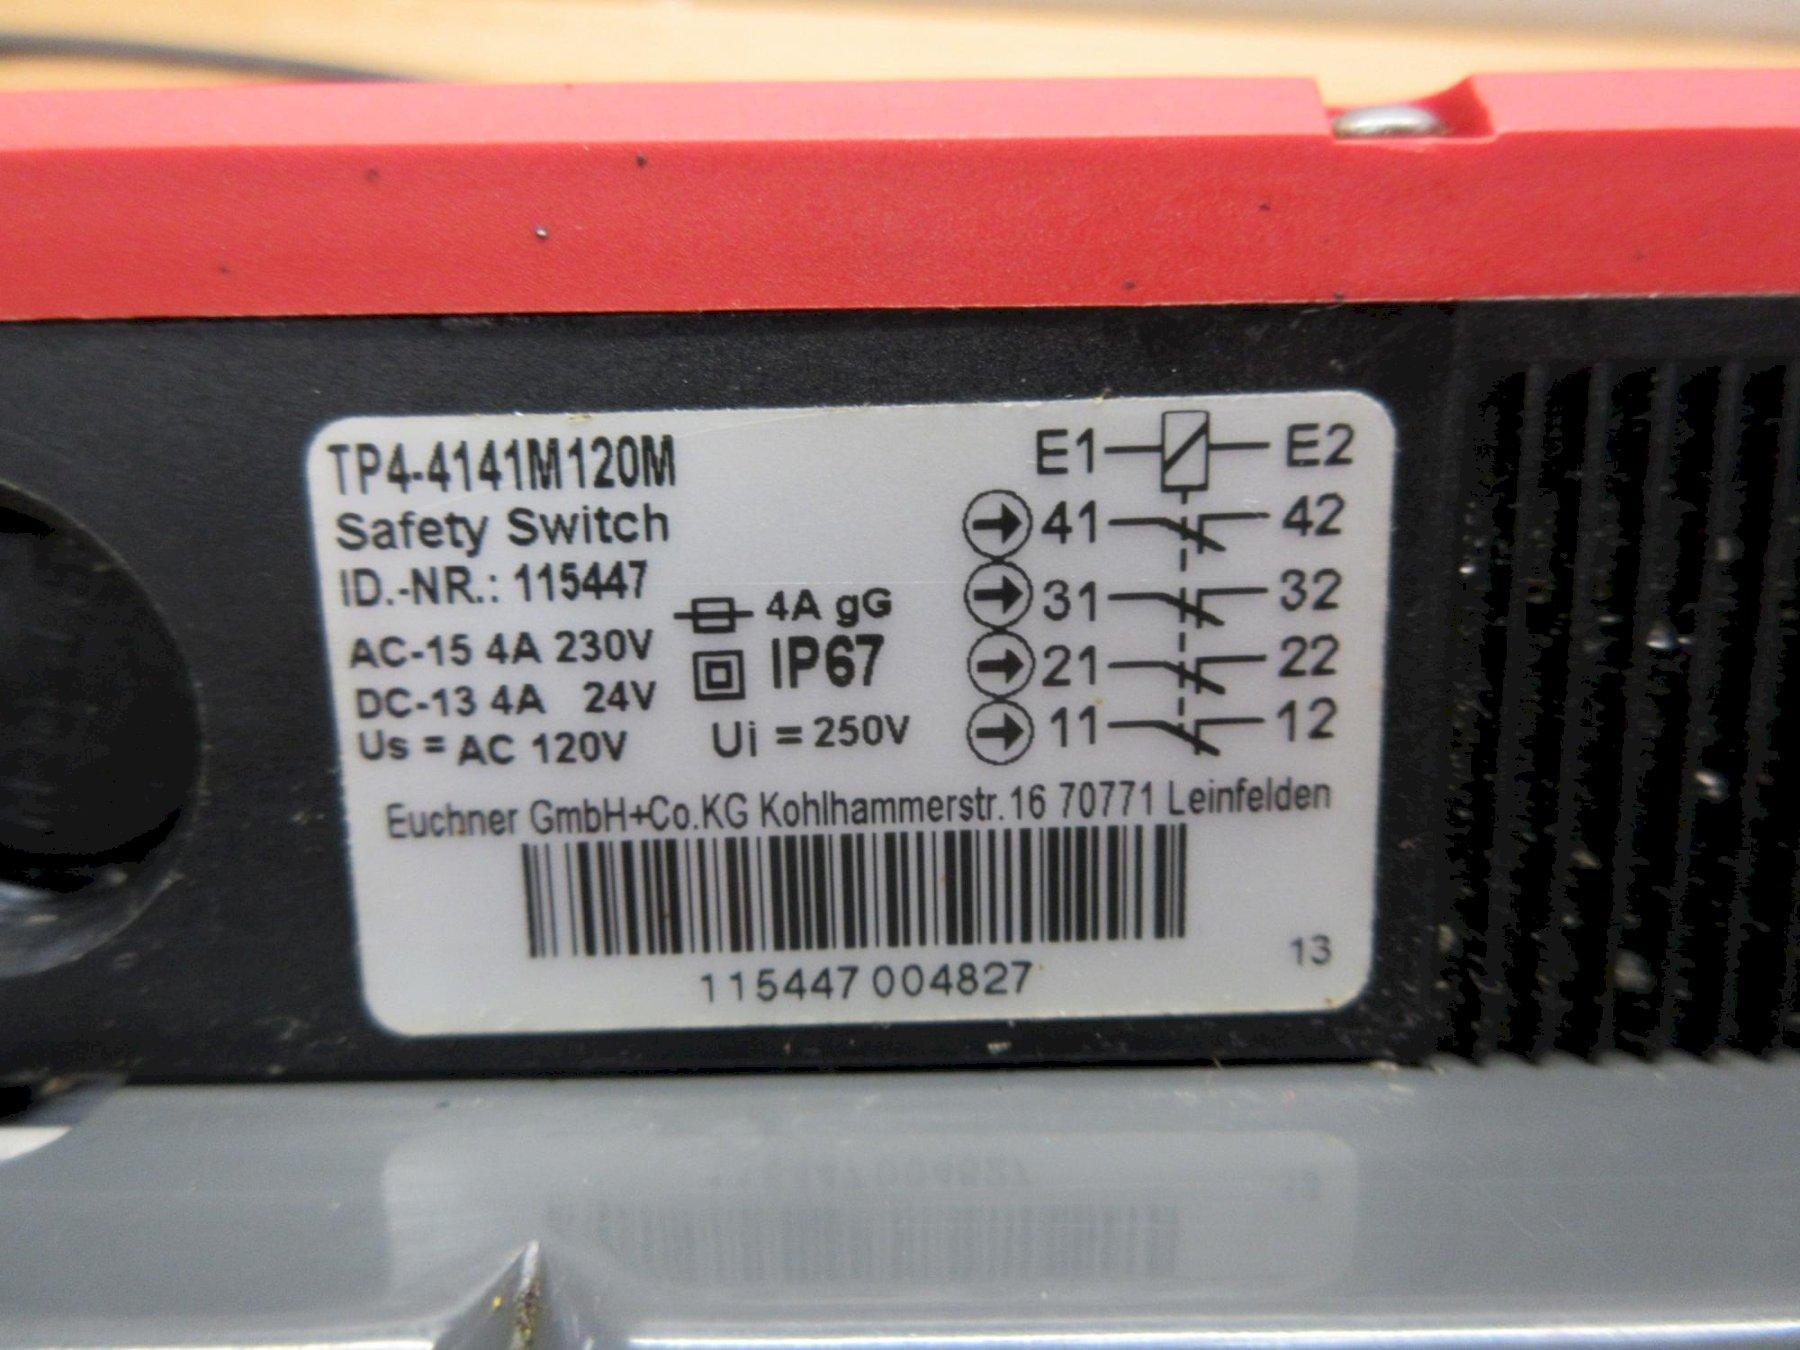 TP4-4141M120M
Safety Switch
ID.-NR.: 115447
AC-15 4A 230V
DC-13 4A 24V
Us = AC 120V
4A gG
IP67
Ui = 250V
E1 E2
41 42
31 32
21 22
11 12
Euchner GmbH+Co.KG Kohlhammerstr.16 70771 Leinfelden
115447 004827
13